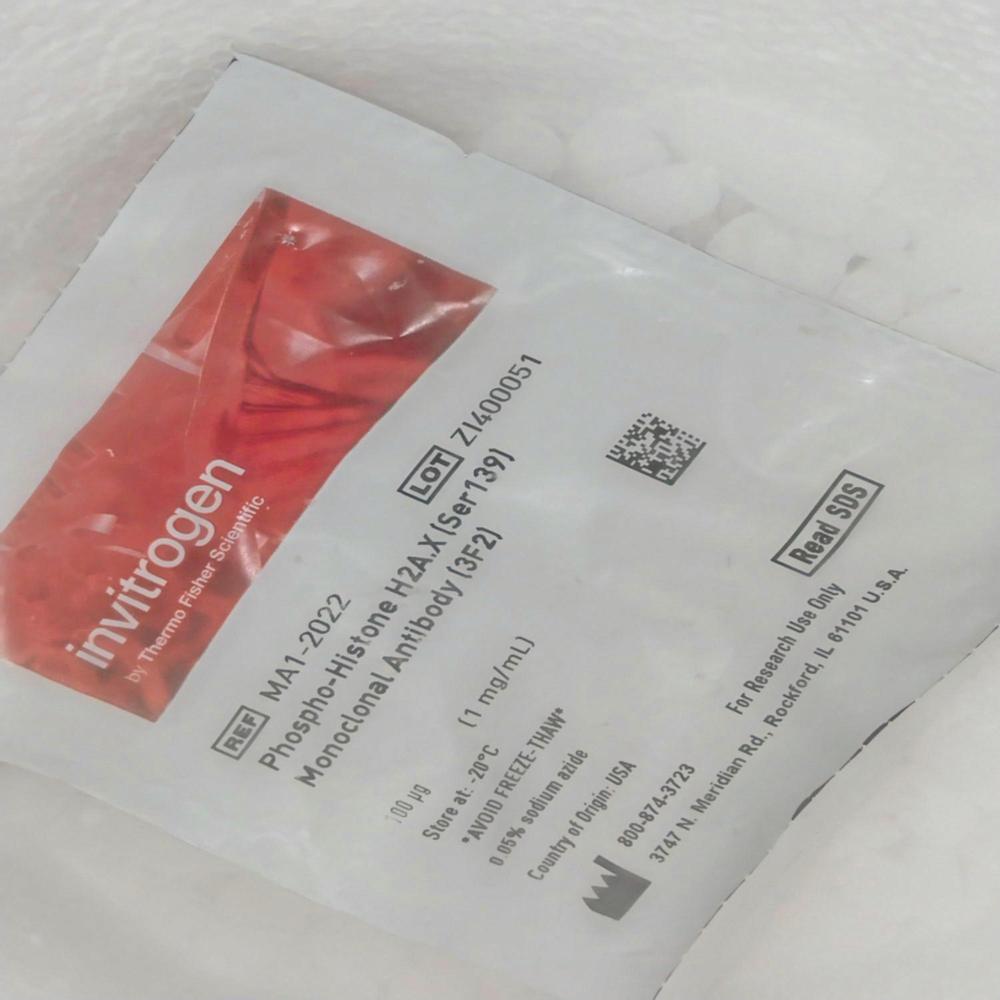 invitrogen
by Thermo Fisher Scientific
REF MA1-2022 LOT ZI400051
Phospho-Histone H2A.X (Ser139)
Monoclonal Antibody (3F2)
100 µg (1 mg/mL)
Store at: -20°C
*AVOID FREEZE-THAW*
0.05% sodium azide
Country of Origin: USA
For Research Use Only Read SDS
800-874-3723
3747 N. Meridian Rd., Rockford, IL 61101 U.S.A.